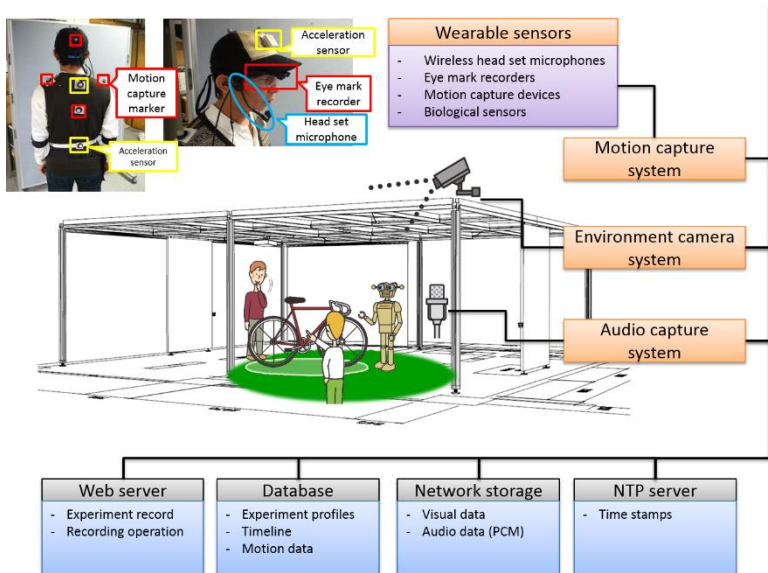 Motion
capture
marker
Acceleration
sensor
Acceleration
sensor
Eye mark
recorder
Head set
microphone
Wearable sensors
- Wireless head set microphones
- Eye mark recorders
- Motion capture devices
- Biological sensors
Motion capture
system
Environment camera
system
Audio capture
system
Web server
- Experiment record
- Recording operation
Database
- Experiment profiles
- Timeline
- Motion data
Network storage
- Visual data
- Audio data (PCM)
NTP server
- Time stamps